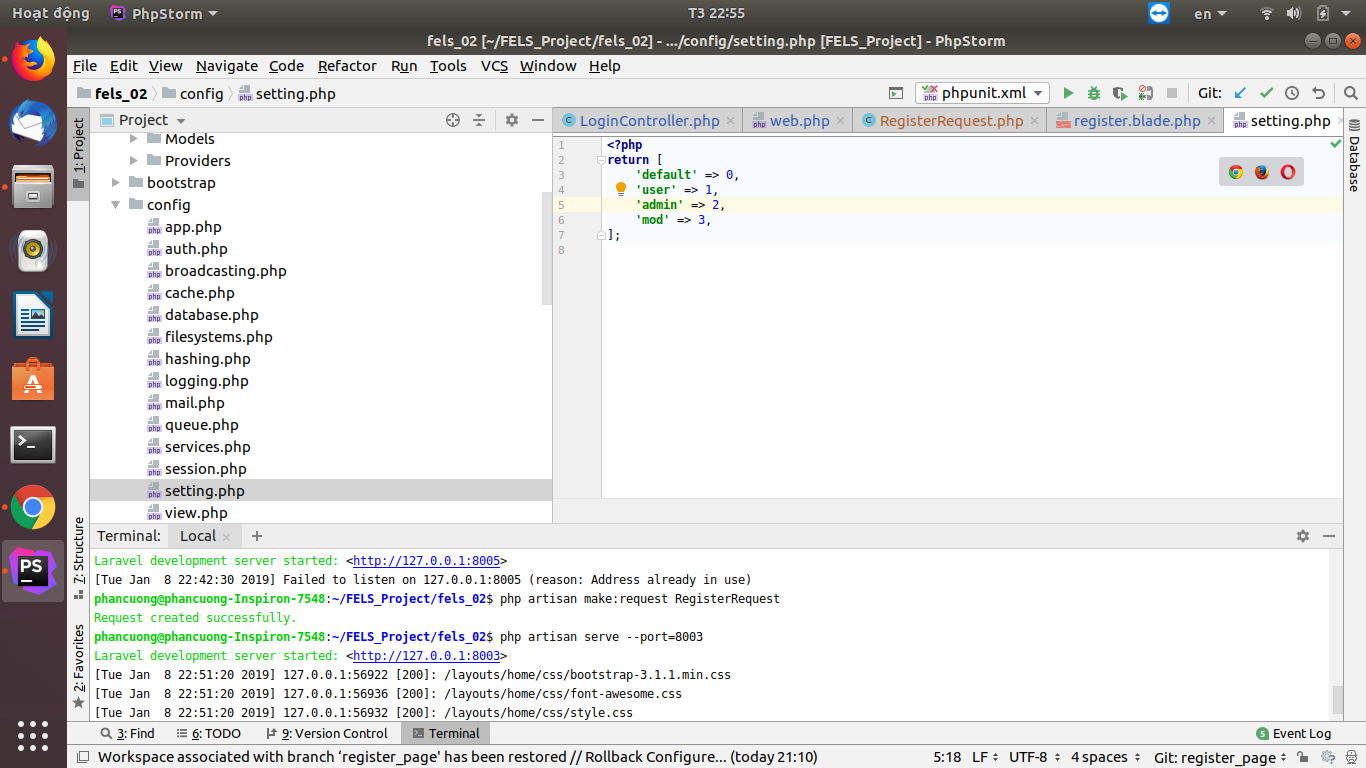 Hoạt động PhpStorm T3 22:55 en
fels_02 [~/FELS_Project/fels_02] - .../config/setting.php [FELS_Project] - PhpStorm
File Edit View Navigate Code Refactor Run Tools VCS Window Help
fels_02 config setting.php phpunit.xml Git:
1: Project
Project
Models
Providers
bootstrap
config
app.php
auth.php
broadcasting.php
cache.php
database.php
filesystems.php
hashing.php
logging.php
mail.php
queue.php
services.php
session.php
setting.php
view.php
LoginController.php web.php RegisterRequest.php register.blade.php setting.php
1 <?php
2 return [
3 'default' => 0,
4 'user' => 1,
5 'admin' => 2,
6 'mod' => 3,
7 ];
8
Database
7: Structure
2: Favorites
Terminal: Local
Laravel development server started: <http://127.0.0.1:8005>
[Tue Jan  8 22:42:30 2019] Failed to listen on 127.0.0.1:8005 (reason: Address already in use)
phancuong@phancuong-Inspiron-7548:~/FELS_Project/fels_02$ php artisan make:request RegisterRequest
Request created successfully.
phancuong@phancuong-Inspiron-7548:~/FELS_Project/fels_02$ php artisan serve --port=8003
Laravel development server started: <http://127.0.0.1:8003>
[Tue Jan  8 22:51:20 2019] 127.0.0.1:56922 [200]: /layouts/home/css/bootstrap-3.1.1.min.css
[Tue Jan  8 22:51:20 2019] 127.0.0.1:56936 [200]: /layouts/home/css/font-awesome.css
[Tue Jan  8 22:51:20 2019] 127.0.0.1:56932 [200]: /layouts/home/css/style.css
3: Find 6: TODO 9: Version Control Terminal 5 Event Log
Workspace associated with branch 'register_page' has been restored // Rollback Configure... (today 21:10) 5:18 LF UTF-8 4 spaces Git: register_page